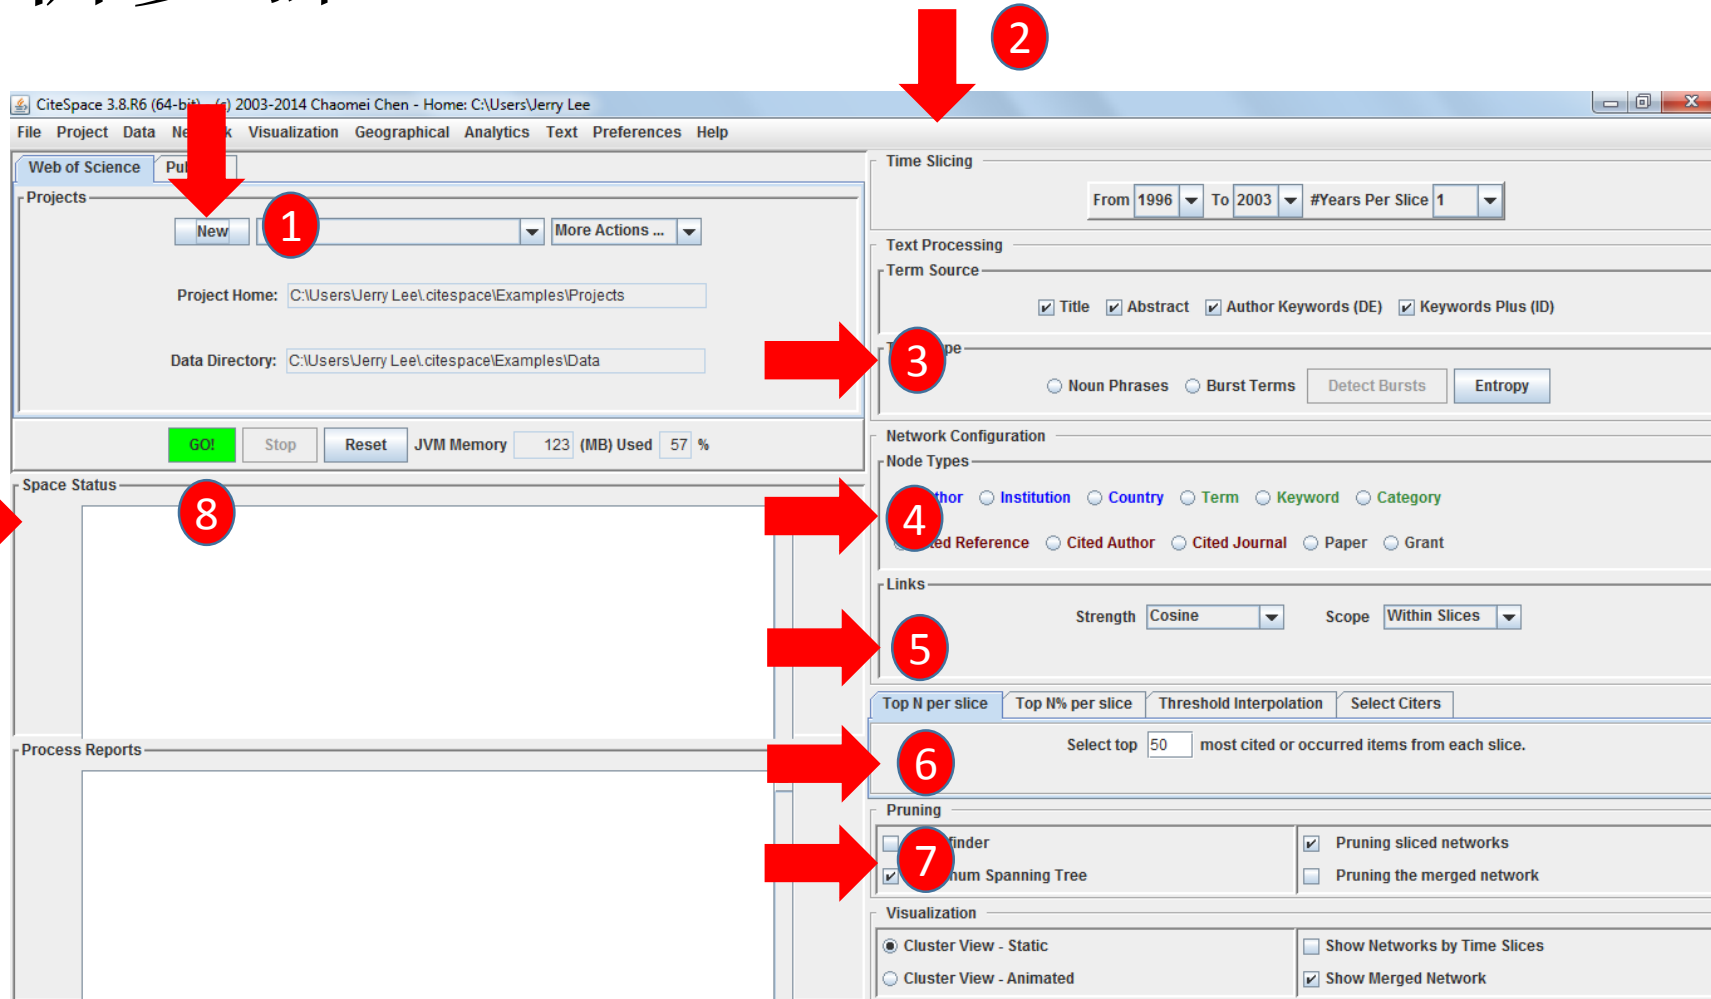 2
CiteSpace 3.8.R6 (64-bit) - (c) 2003-2014 Chaomei Chen - Home: C:\Users\Jerry Lee
File Project Data Visualization Geographical Analytics Text Preferences Help
Web of Science
Projects
New
1
More Actions ...
Project Home: C:\Users\Jerry Lee\.citespace\Examples\Projects
Data Directory: C:\Users\Jerry Lee\.citespace\Examples\Data
GO! Stop Reset JVM Memory 123 (MB) Used 57 %
Space Status
8
Process Reports
Time Slicing
From 1996 To 2003 #Years Per Slice 1
Text Processing
Term Source
Title Abstract Author Keywords (DE) Keywords Plus (ID)
3
Noun Phrases Burst Terms Detect Bursts Entropy
Network Configuration
Node Types
Institution Country Term Keyword Category
4
Reference Cited Author Cited Journal Paper Grant
Links
Strength Cosine Scope Within Slices
5
Top N per slice Top N% per slice Threshold Interpolation Select Citers
Select top 50 most cited or occurred items from each slice.
6
Pruning
Pruning sliced networks
7
Spanning Tree Pruning the merged network
Visualization
Cluster View - Static Show Networks by Time Slices
Cluster View - Animated Show Merged Network